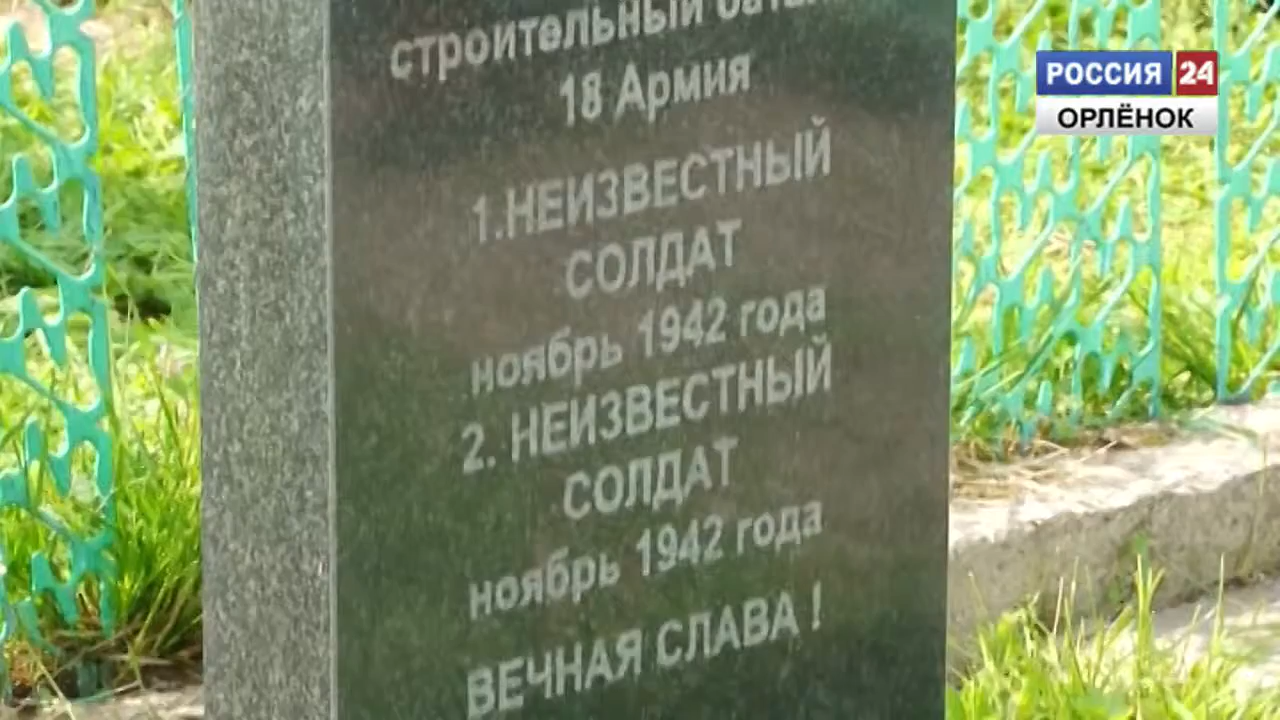 строительный
18 Армия
1.НЕИЗВЕСТНЫЙ
СОЛДАТ
ноябрь 1942 года
2. НЕИЗВЕСТНЫЙ
СОЛДАТ
ноябрь 1942 года
ВЕЧНАЯ СЛАВА !
РОССИЯ 24
ОРЛЁНОК